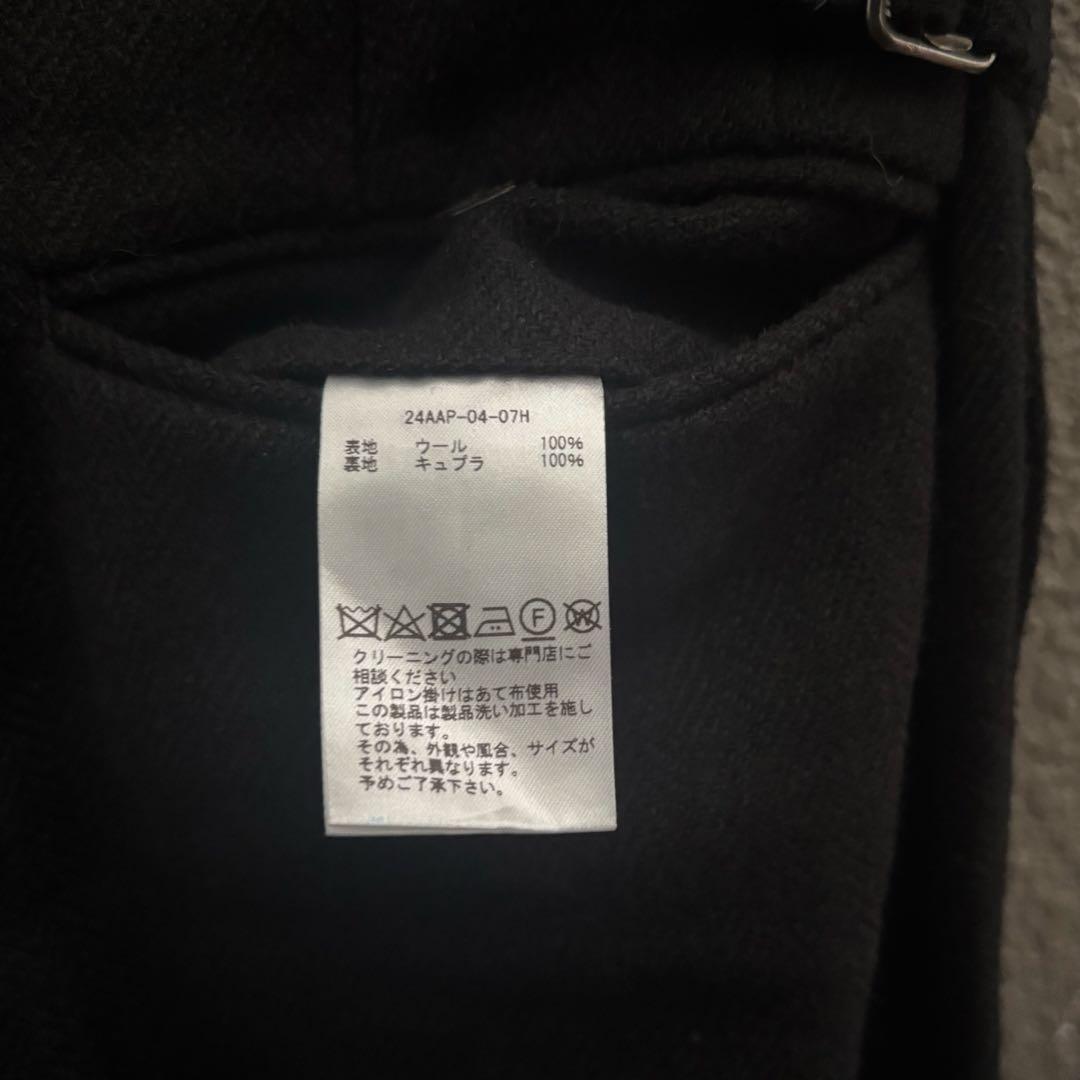 24AAP-04-07H
表地 ウール 100%
裏地 キュプラ 100%
F W
クリーニングの際は専門店にご
相談ください
アイロン掛けはあて布使用
この製品は製品洗い加工を施し
ております。
その為、外観や風合、サイズが
それぞれ異なります。
予めご了承下さい。